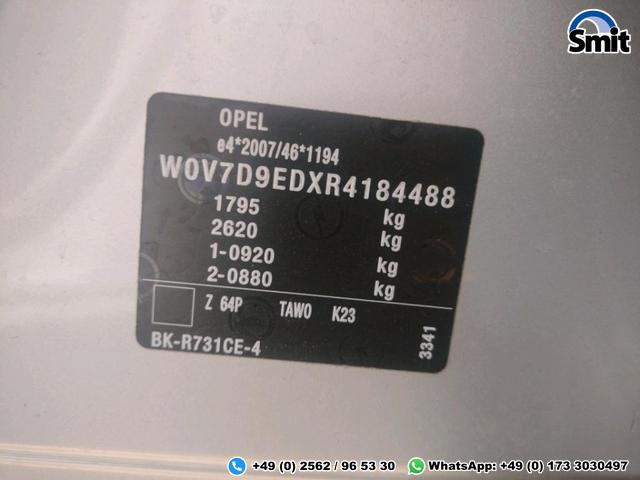 Smit
OPEL
e4*2007/46*1194
W0V7D9EDXR4184488
1795 kg
2620 kg
1-0920 kg
2-0880 kg
Z 64P TAWO K23
BK-R731CE-4
3341
+49 (0) 2562 / 96 53 30 WhatsApp: +49 (0) 173 3030497